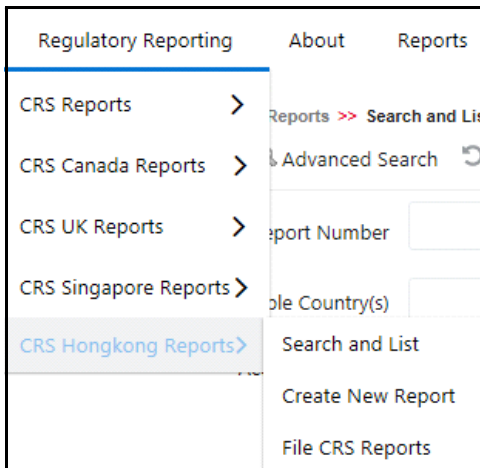 Regulatory Reporting About Reports
CRS Reports
Reports >> Search and Lis
CRS Canada Reports
Advanced Search
CRS UK Reports
eport Number
CRS Singapore Reports
ple Country(s)
CRS Hongkong Reports
Search and List
Create New Report
File CRS Reports